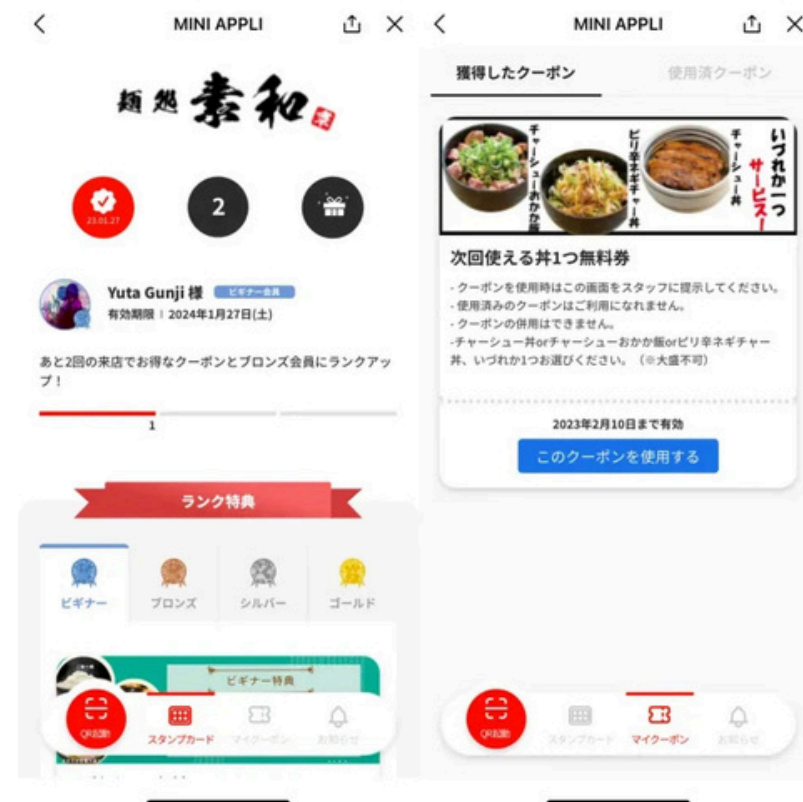 MINI APPLI
麺処 素和
23.01.27
2
Yuta Gunji 様 ビギナー会員
有効期限 | 2024年1月27日(土)
あと2回の来店でお得なクーポンとブロンズ会員にランクアッ
プ！
1
ランク特典
ビギナー ブロンズ シルバー ゴールド
ビギナー特典
QR起動
スタンプカード マイクーポン お知らせ
MINI APPLI
獲得したクーポン 使用済クーポン
チャーシューおかか飯
ピリ辛ネギチャー丼
チャーシュー丼
いづれか一つ
サービス！
次回使える丼1つ無料券
- クーポンを使用時はこの画面をスタッフに提示してください。
- 使用済みのクーポンはご利用になれません。
- クーポンの併用はできません。
-チャーシュー丼orチャーシューおかか飯orピリ辛ネギチャー
丼、いづれか1つお選びください。（※大盛不可）
2023年2月10日まで有効
このクーポンを使用する
QR起動
スタンプカード マイクーポン お知らせ